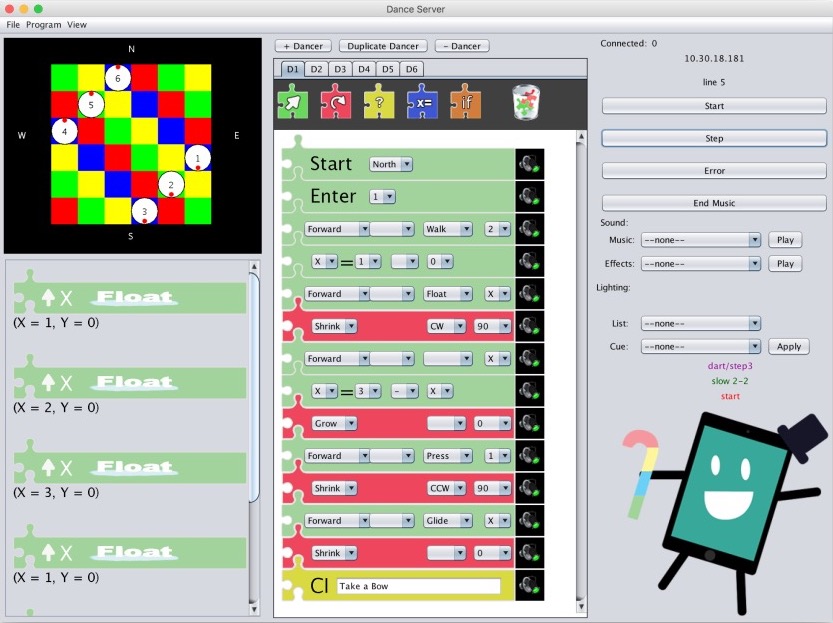 Dance Server
File Program View
N
W
E
S
6
5
4
1
2
3
X Float
(X = 1, Y = 0)
X Float
(X = 2, Y = 0)
X Float
(X = 3, Y = 0)
X Float
(X = 1, Y = 0)
+ Dancer Duplicate Dancer - Dancer
D1 D2 D3 D4 D5 D6
? x= if
Start North
Enter 1
Forward Walk 2
X = 1 0
Forward Float X
Shrink CW 90
Forward X
X = 3 - X
Grow 0
Forward Press 1
Shrink CCW 90
Forward Glide X
Shrink 0
CI Take a Bow
Connected: 0
10.30.18.181
line 5
Start
Step
Error
End Music
Sound:
Music: --none-- Play
Effects: --none-- Play
Lighting:
List: --none--
Cue: --none-- Apply
dart/step3
slow 2-2
start